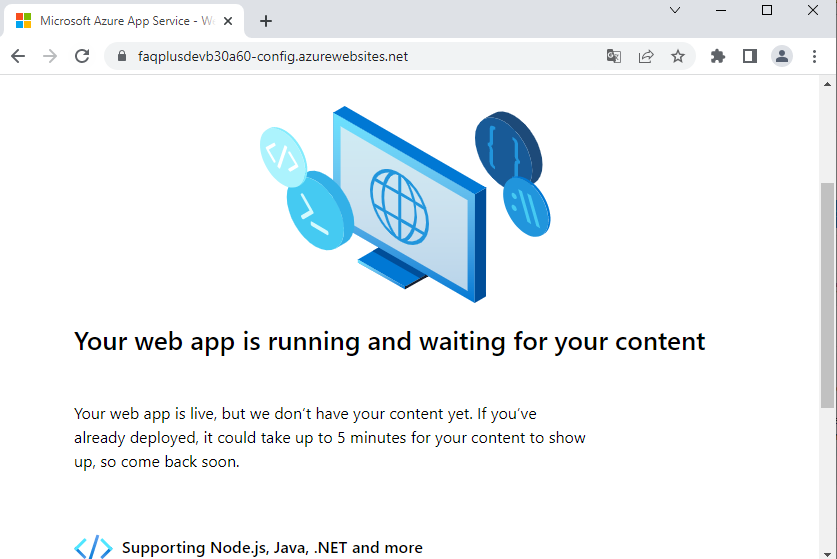 Microsoft Azure App Service - We
faqplusdevb30a60-config.azurewebsites.net
</>
>_
{ }
:\\
Your web app is running and waiting for your content
Your web app is live, but we don’t have your content yet. If you’ve
already deployed, it could take up to 5 minutes for your content to show
up, so come back soon.
</> Supporting Node.js, Java, .NET and more